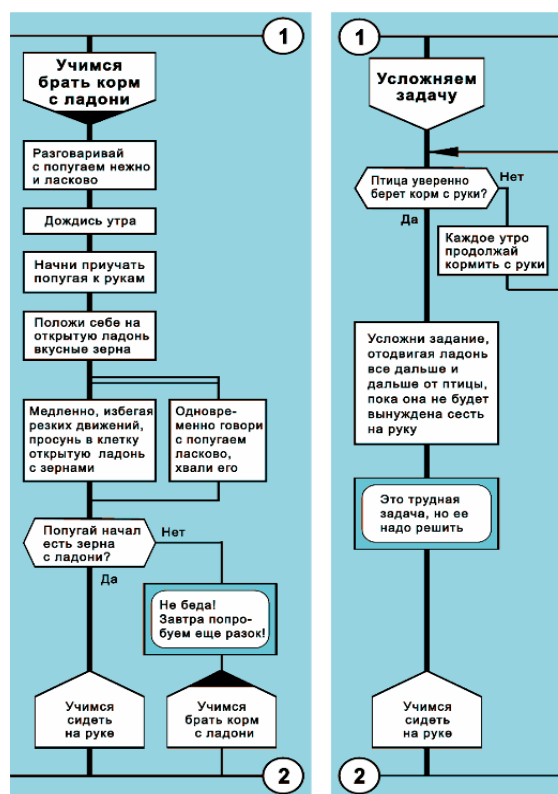 1
Учимся
брать корм
с ладони
Разговаривай
с попугаем нежно
и ласково
Дождись утра
Начни приучать
попугая к рукам
Положи себе на
открытую ладонь
вкусные зерна
Медленно, избегая
резких движений,
просунь в клетку
открытую ладонь
с зернами
Одновре-
менно говори
с попугаем
ласково,
хвали его
Попугай начал
есть зерна
с ладони?
Нет
Да
Не беда!
Завтра попро-
буем еще разок!
Учимся
сидеть
на руке
Учимся
брать корм
с ладони
2
1
Усложняем
задачу
Птица уверенно
берет корм с руки?
Нет
Да
Каждое утро
продолжай
кормить с руки
Усложни задание,
отодвигая ладонь
все дальше и
дальше от птицы,
пока она не будет
вынуждена сесть
на руку
Это трудная
задача, но ее
надо решить
Учимся
сидеть
на руке
2